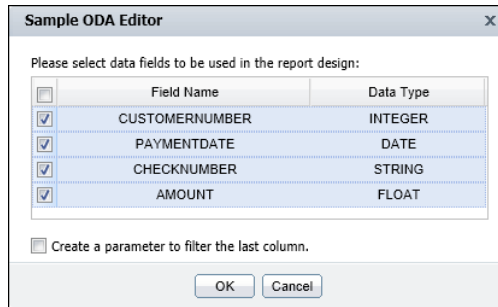 Sample ODA Editor x
Please select data fields to be used in the report design:
Field Name Data Type
CUSTOMERNUMBER INTEGER
PAYMENTDATE DATE
CHECKNUMBER STRING
AMOUNT FLOAT
Create a parameter to filter the last column.
OK Cancel